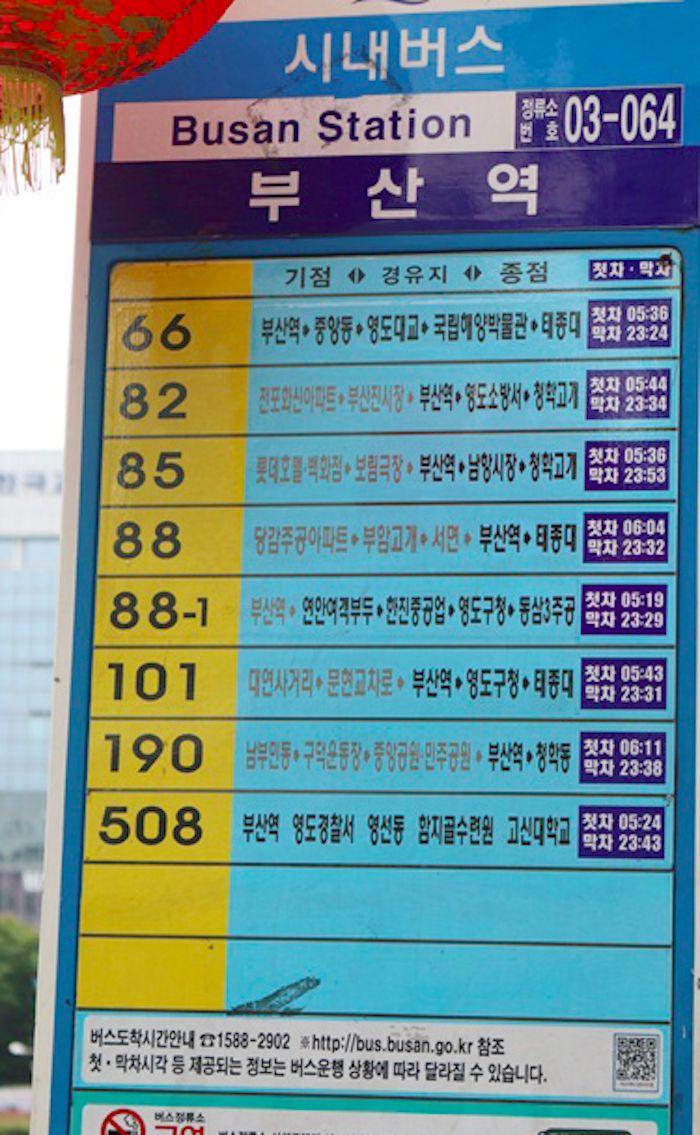 시내버스
Busan Station
정류소 번호 03-064
부산역
기점 ◁▷ 경유지 ◁▷ 종점 첫차·막차
66 부산역▶중앙동▶영도대교▶국립해양박물관▶태종대 첫차 05:36 막차 23:24
82 전포화신아파트▶부산진시장▶부산역▶영도소방서▶청학고개 첫차 05:44 막차 23:34
85 롯데호텔·백화점▶보림극장▶부산역▶남항시장▶청학고개 첫차 05:36 막차 23:53
88 당감주공아파트▶부암고개▶서면▶부산역▶태종대 첫차 06:04 막차 23:32
88-1 부산역▶연안여객부두▶한진중공업▶영도구청▶동삼3주공 첫차 05:19 막차 23:29
101 대연사거리▶문현교차로▶부산역▶영도구청▶태종대 첫차 05:43 막차 23:31
190 남부민동▶구덕운동장▶중앙공원·민주공원▶부산역▶청학동 첫차 06:11 막차 23:38
508 부산역 영도경찰서 영선동 함지골수련원 고신대학교 첫차 05:24 막차 23:43
버스도착시간안내 ☎1588-2902 ※http://bus.busan.go.kr 참조
첫·막차시각 등 제공되는 정보는 버스운행 상황에 따라 달라질 수 있습니다.
버스정류소